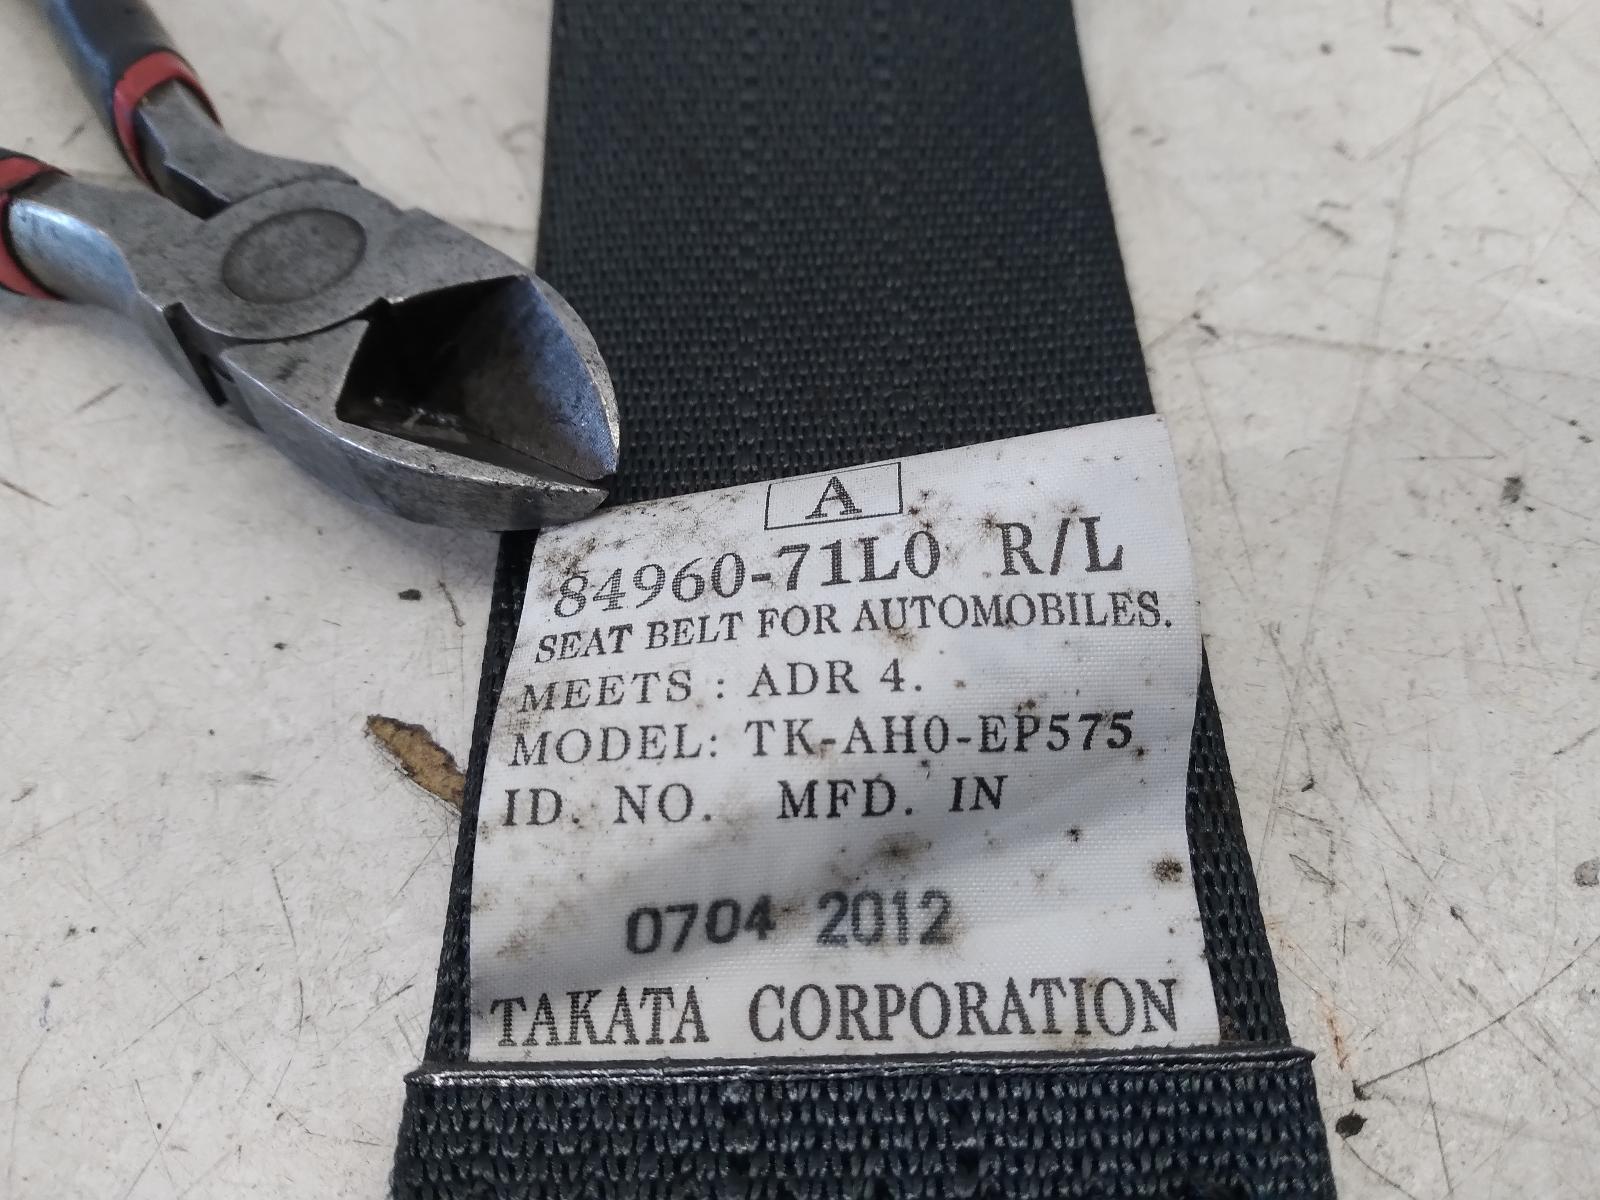 A
84960-71L0 R/L
SEAT BELT FOR AUTOMOBILES.
MEETS : ADR 4.
MODEL: TK-AH0-EP575
ID. NO. MFD. IN
0704 2012
TAKATA CORPORATION